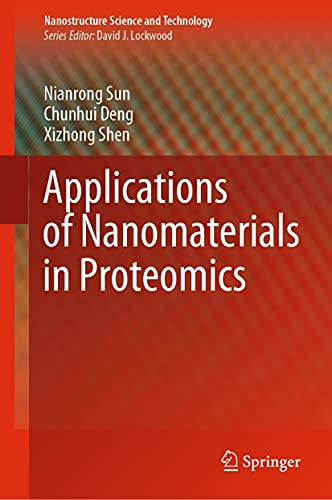 Nanostructure Science and Technology
Series Editor: David J. Lockwood
Nianrong Sun
Chunhui Deng
Xizhong Shen
Applications
of Nanomaterials
in Proteomics
Springer